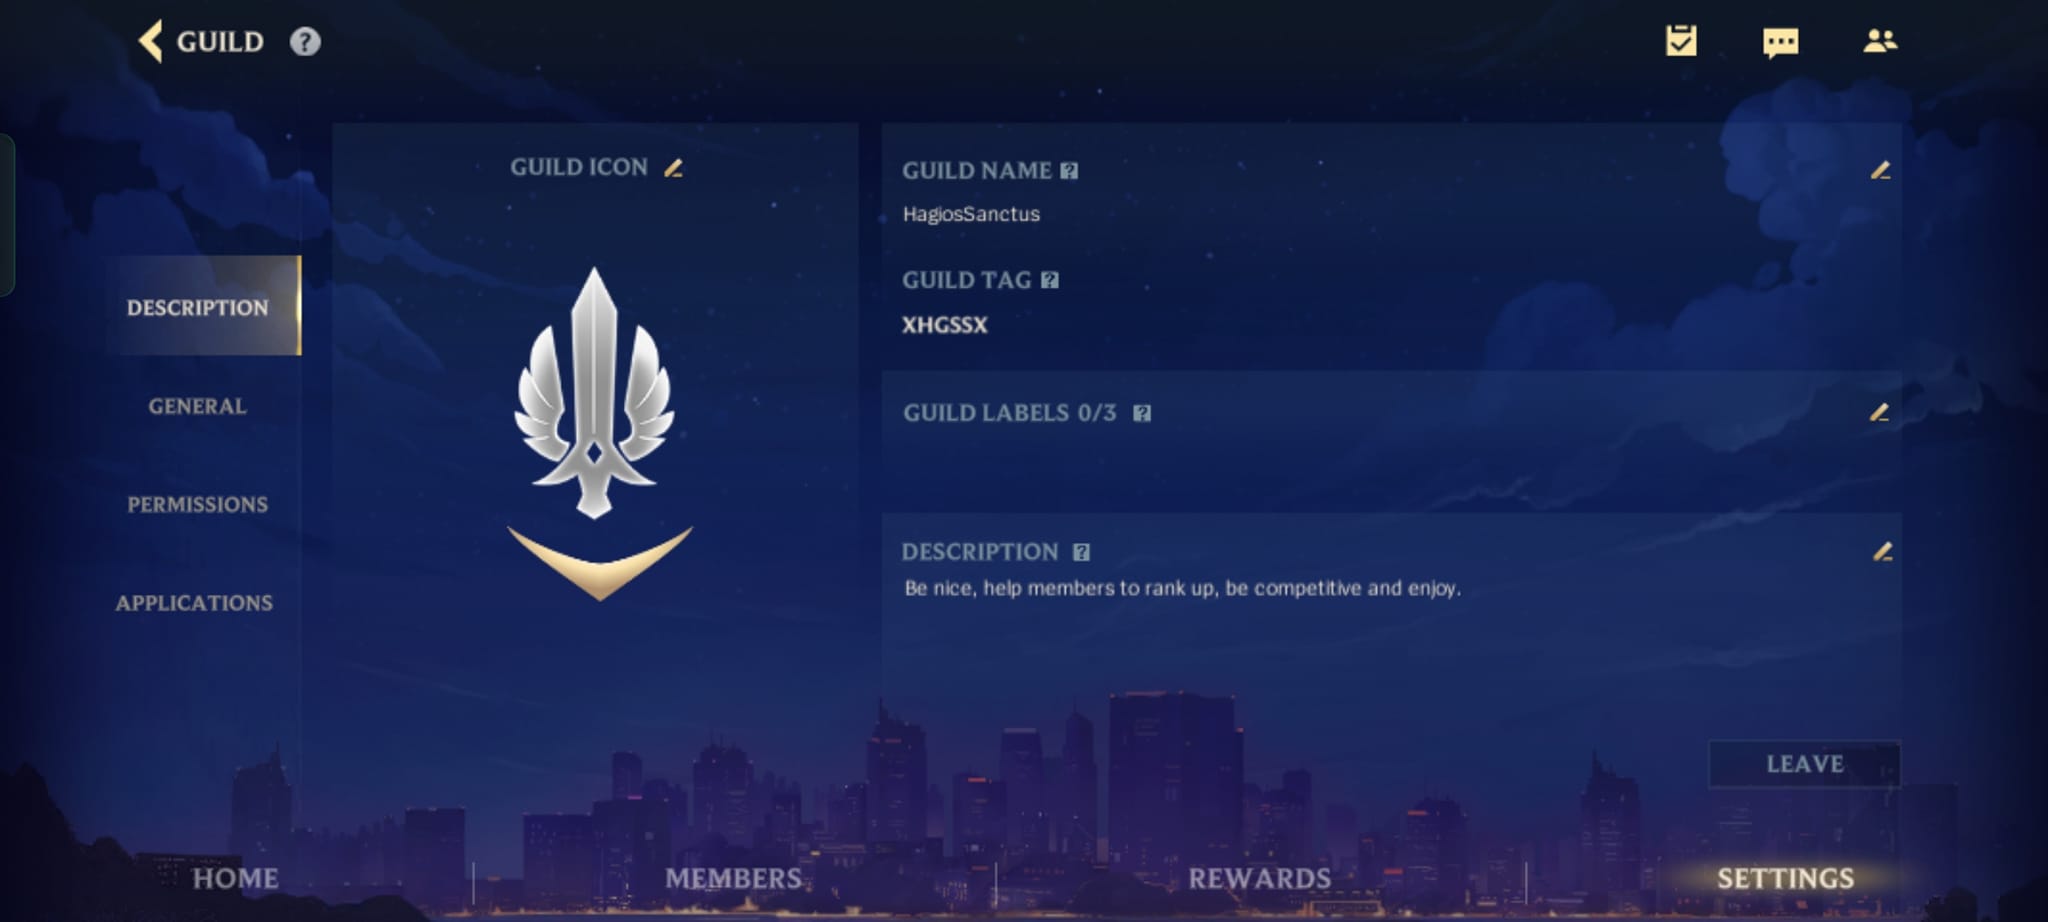 GUILD
DESCRIPTION
GENERAL
PERMISSIONS
APPLICATIONS
GUILD ICON
GUILD NAME
HagiosSanctus
GUILD TAG
XHGSSX
GUILD LABELS 0/3
DESCRIPTION
Be nice, help members to rank up, be competitive and enjoy.
LEAVE
HOME
MEMBERS
REWARDS
SETTINGS